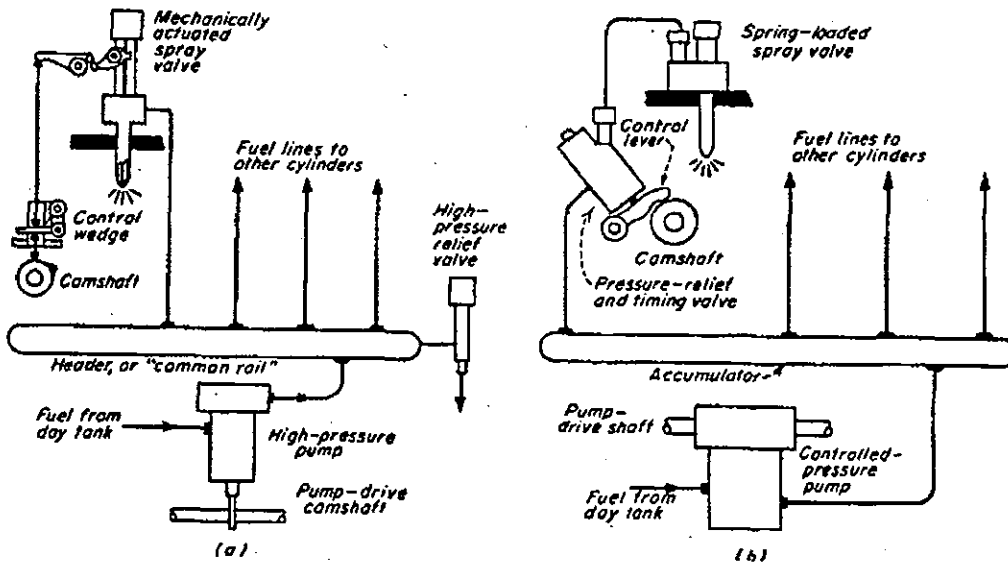 Mechanically
actuated
spray
valve
Fuel lines to
other cylinders
High-
pressure
relief
valve
Control
wedge
Camshaft
Header, or "common rail"
Fuel from
day tank
High-pressure
pump
Pump-drive
camshaft
(a)
Spring-loaded
spray valve
Control
lever
Fuel lines to
other cylinders
Camshaft
Pressure-relief
and timing valve
Accumulator
Pump-
drive shaft
Controlled-
pressure
pump
Fuel from
day tank
(b)